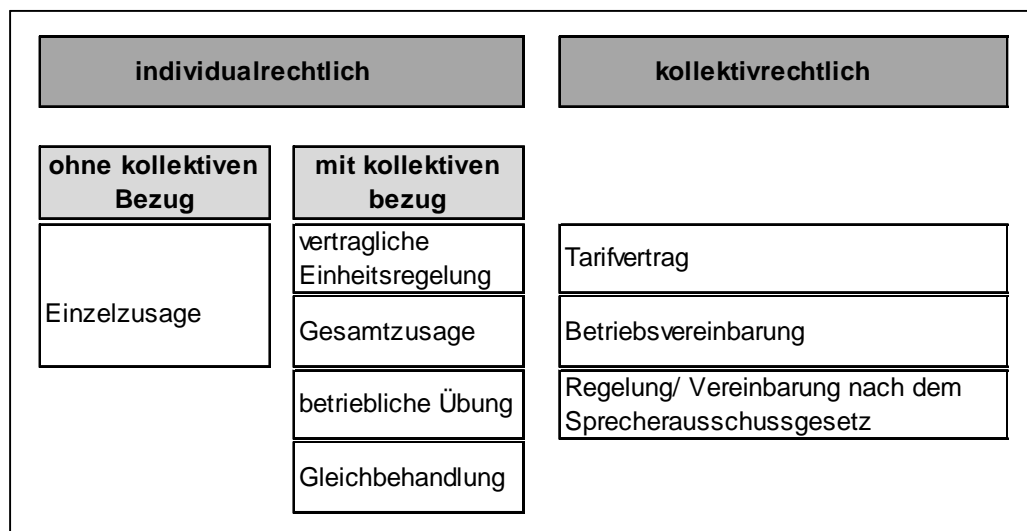 individualrechtlich
kollektivrechtlich
ohne kollektiven
Bezug
mit kollektiven
bezug
Einzelzusage
vertragliche
Einheitsregelung
Gesamtzusage
betriebliche Übung
Gleichbehandlung
Tarifvertrag
Betriebsvereinbarung
Regelung/ Vereinbarung nach dem
Sprecherausschussgesetz